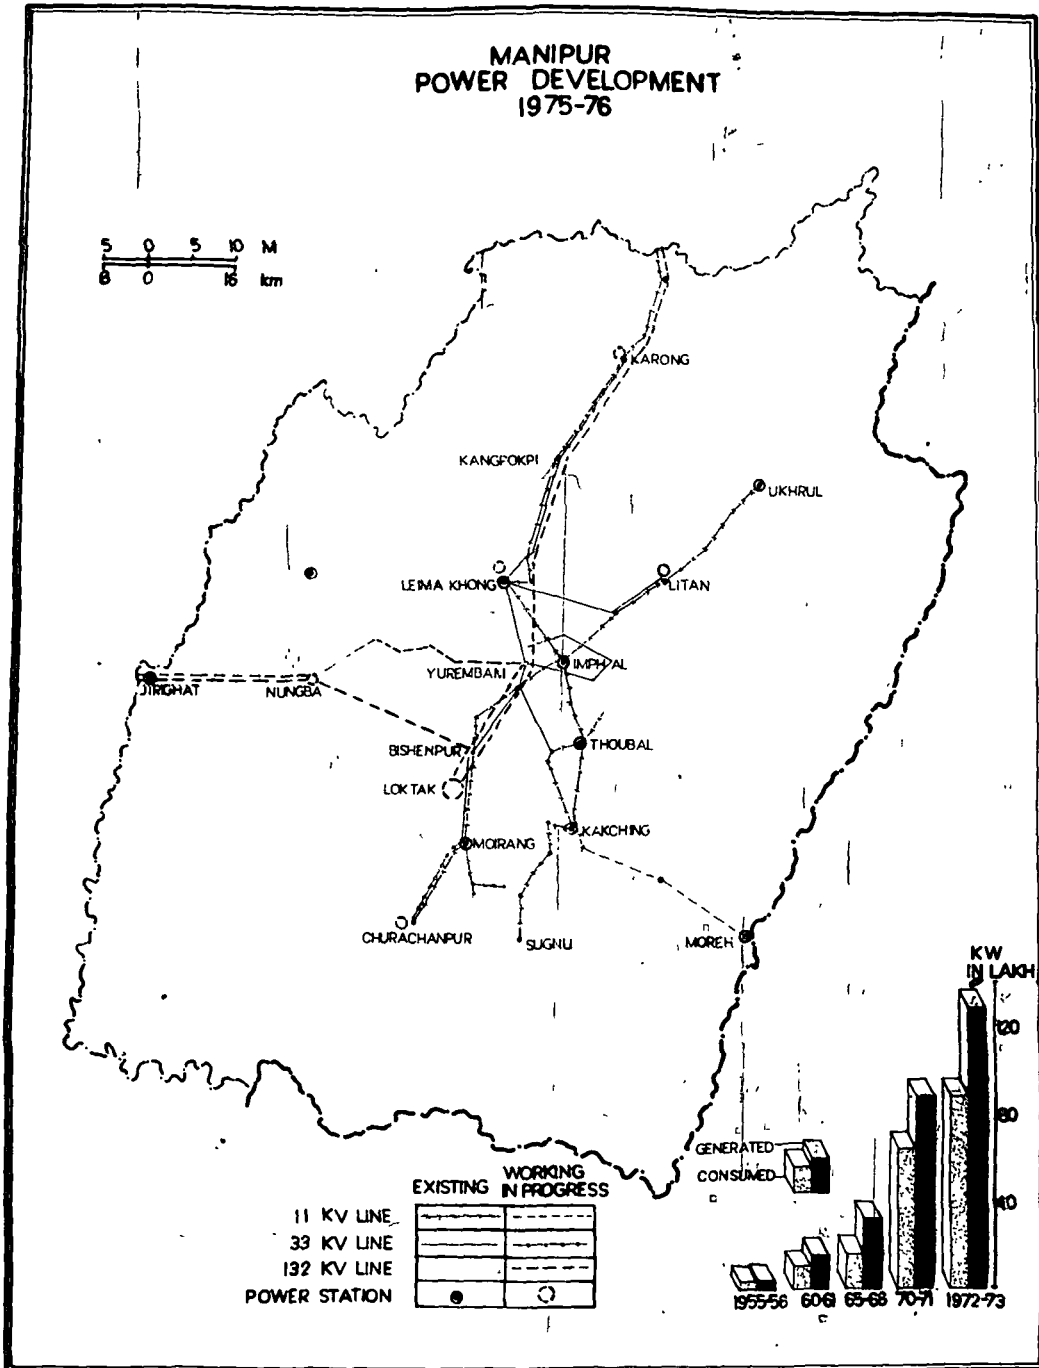 MANIPUR
POWER DEVELOPMENT
1975-76
5 0 5 10 M
8 0 16 km
KARONG
KANGPOKPI
UKHRUL
LEIMA KHONG
LITAN
YUREMBAM
IMPHAL
JIRIGHAT
NUNGBA
BISHENPUR
THOUBAL
LOKTAK
KAKCHING
MOIRANG
CHURACHANPUR
SUGNU
MOREH
KW
IN LAKH
120
80
40
GENERATED
CONSUMED
EXISTING WORKING IN PROGRESS
11 KV LINE
33 KV LINE
132 KV LINE
POWER STATION
1955-56 60-61 65-66 70-71 1972-73